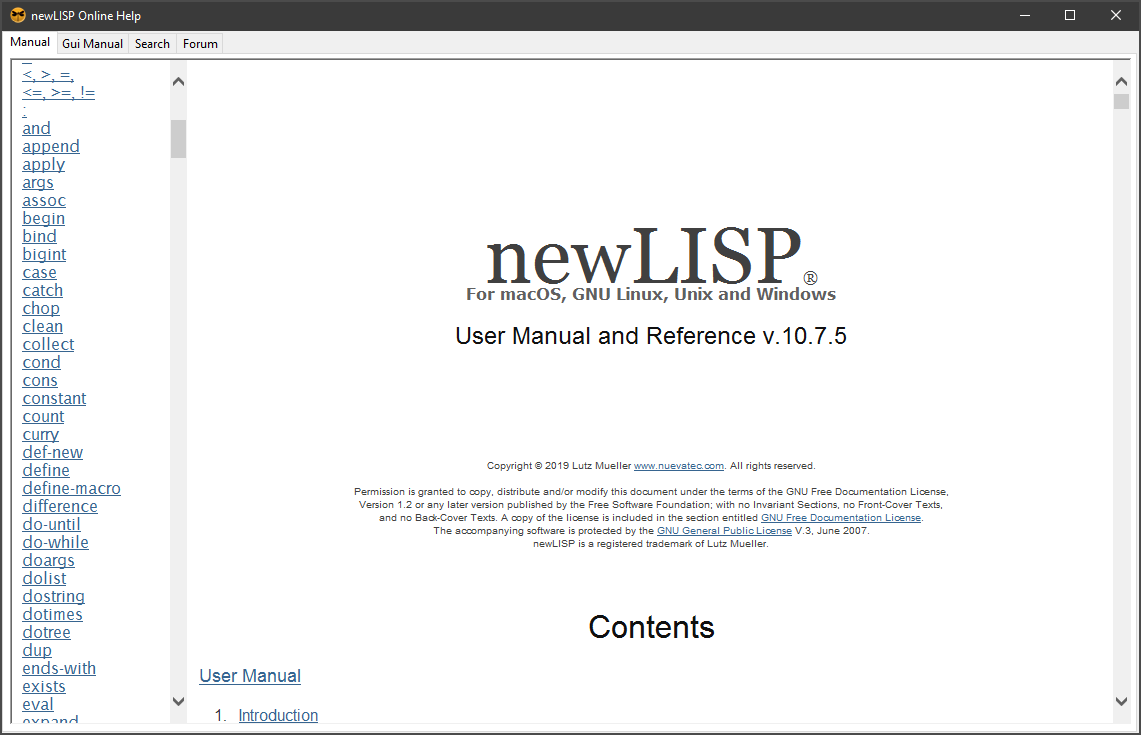 newLISP Online Help
Manual
Gui Manual
Search
Forum
<, >, =,
<=, >=, !=
:
and
append
apply
args
assoc
begin
bind
bigint
case
catch
chop
clean
collect
cond
cons
constant
count
curry
def-new
define
define-macro
difference
do-until
do-while
doargs
dolist
dostring
dotimes
dotree
dup
ends-with
exists
eval
expand
newLISP®
For macOS, GNU Linux, Unix and Windows
User Manual and Reference v.10.7.5
Copyright © 2019 Lutz Mueller www.nuevatec.com. All rights reserved.
Permission is granted to copy, distribute and/or modify this document under the terms of the GNU Free Documentation License,
Version 1.2 or any later version published by the Free Software Foundation; with no Invariant Sections, no Front-Cover Texts,
and no Back-Cover Texts. A copy of the license is included in the section entitled GNU Free Documentation License.
The accompanying software is protected by the GNU General Public License V.3, June 2007.
newLISP is a registered trademark of Lutz Mueller.
Contents
User Manual
1. Introduction